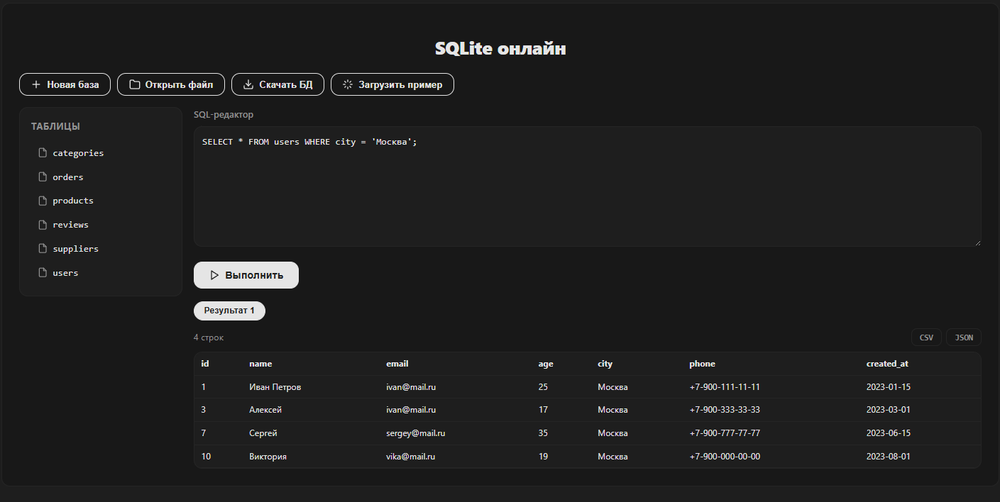 SQLite онлайн
Новая база Открыть файл Скачать БД Загрузить пример
ТАБЛИЦЫ
categories
orders
products
reviews
suppliers
users
SQL-редактор
SELECT * FROM users WHERE city = 'Москва';
Выполнить
Результат 1
4 строк CSV JSON
id name email age city phone created_at
1 Иван Петров ivan@mail.ru 25 Москва +7-900-111-11-11 2023-01-15
3 Алексей ivan@mail.ru 17 Москва +7-900-333-33-33 2023-03-01
7 Сергей sergey@mail.ru 35 Москва +7-900-777-77-77 2023-06-15
10 Виктория vika@mail.ru 19 Москва +7-900-000-00-00 2023-08-01